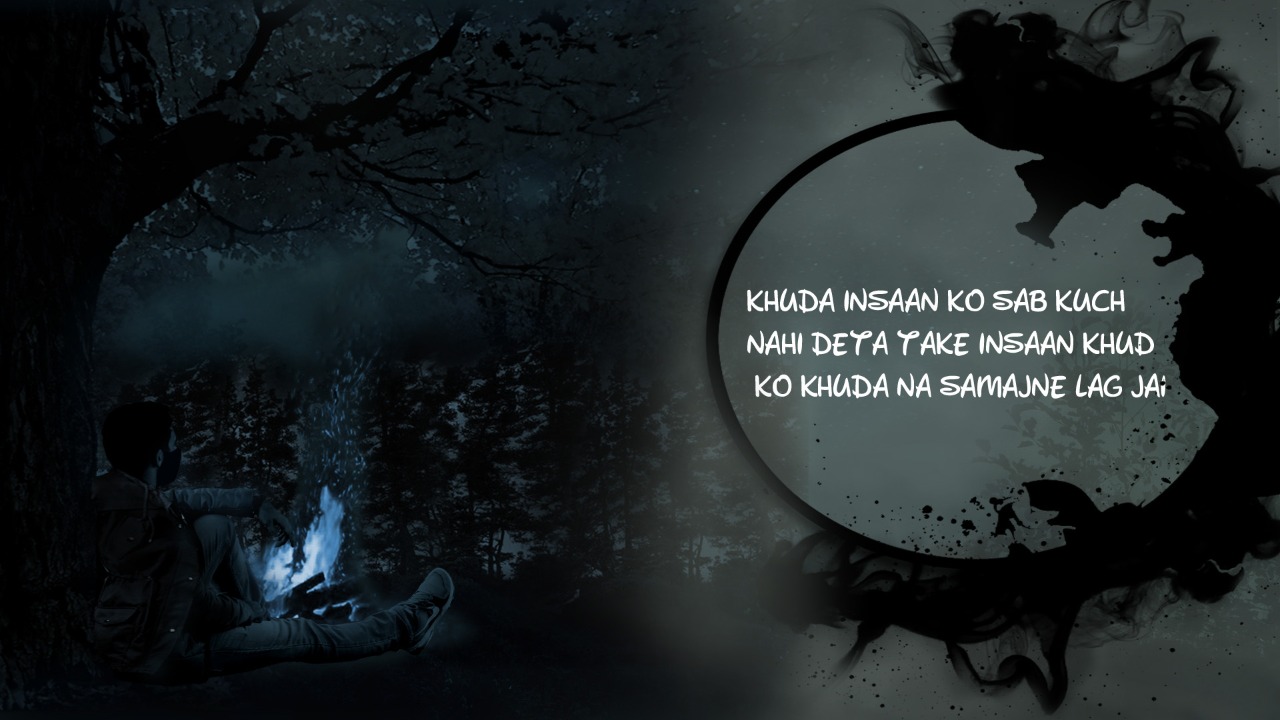 KHUDA INSAAN KO SAB KUCH
NAHI DETA TAKE INSAAN KHUD
KO KHUDA NA SAMAJNE LAG JAi